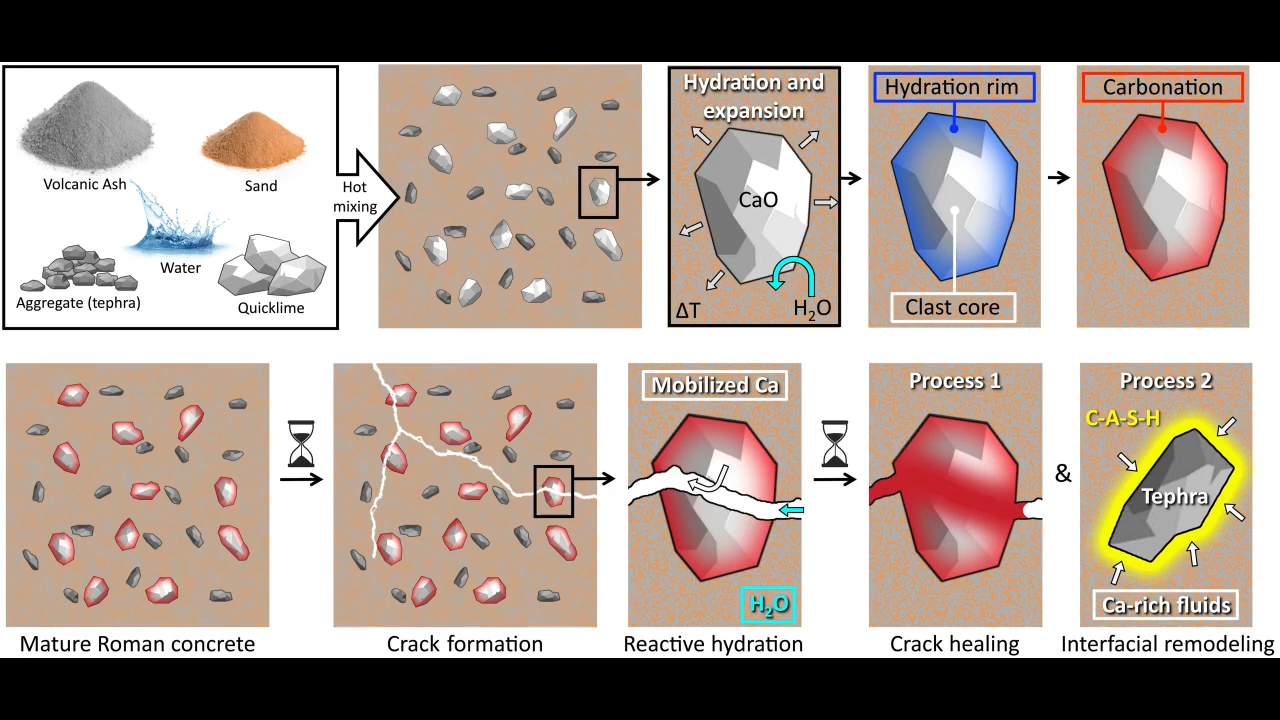 Volcanic Ash
Sand
Water
Aggregate (tephra)
Quicklime
Hot
mixing
Hydration and
expansion
CaO
ΔT
H₂O
Hydration rim
Clast core
Carbonation
Mature Roman concrete
Crack formation
Mobilized Ca
H₂O
Reactive hydration
Process 1
Crack healing
&
Process 2
C-A-S-H
Tephra
Ca-rich fluids
Interfacial remodeling